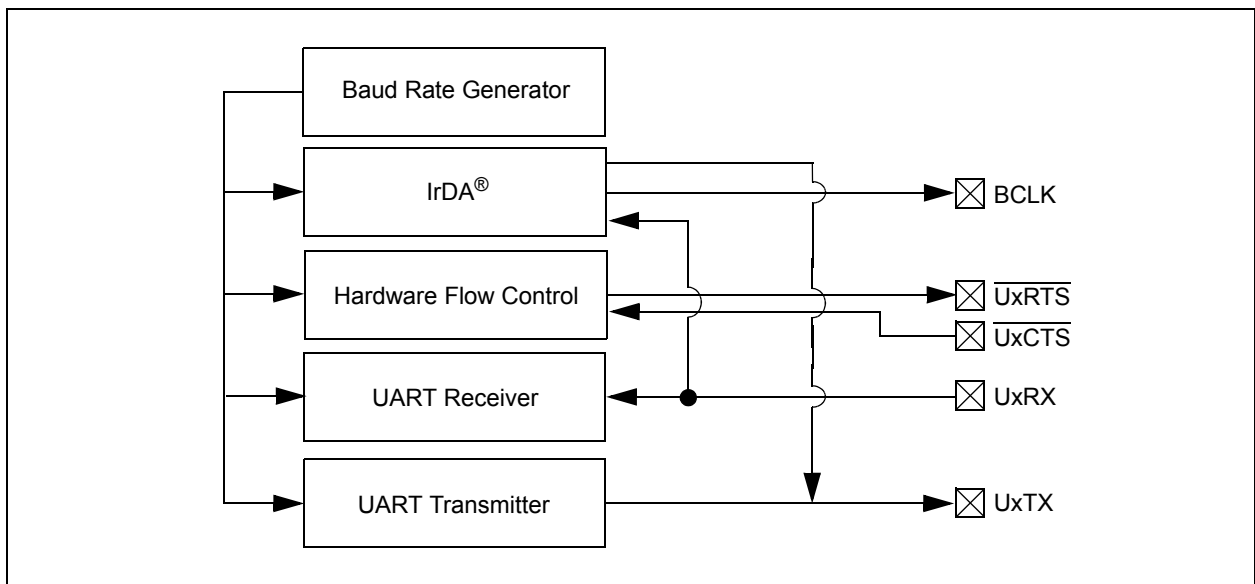 Baud Rate Generator
IrDA®
BCLK
Hardware Flow Control
UxRTS
UxCTS
UART Receiver
UxRX
UART Transmitter
UxTX